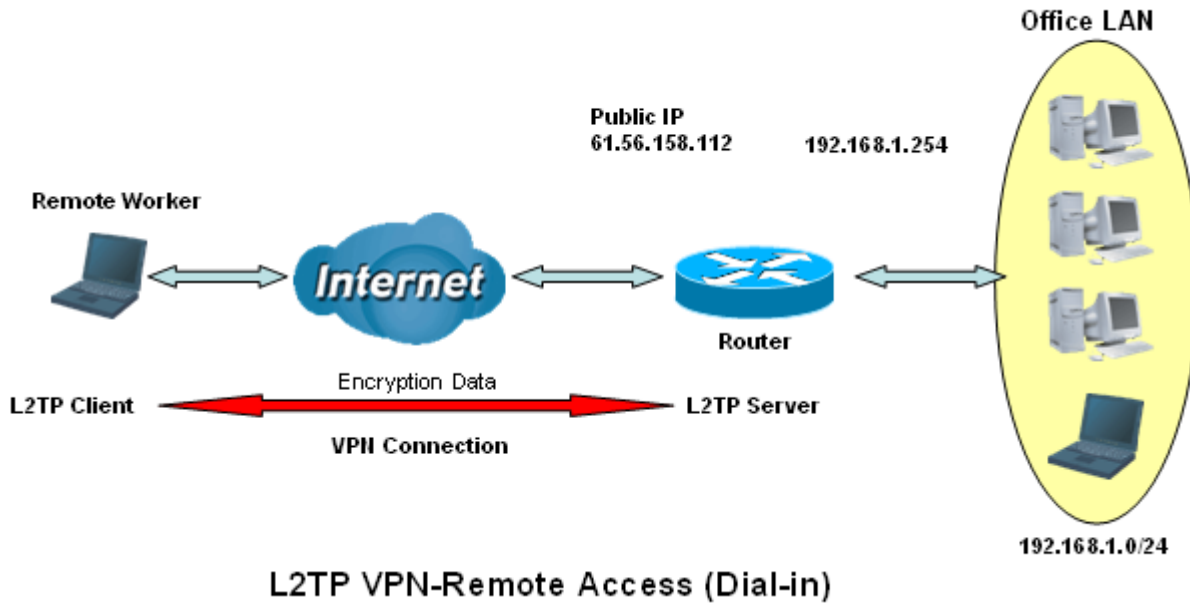 Office LAN
Public IP
61.56.158.112
192.168.1.254
Remote Worker
Internet
Router
Encryption Data
L2TP Client
L2TP Server
VPN Connection
192.168.1.0/24
L2TP VPN-Remote Access (Dial-in)